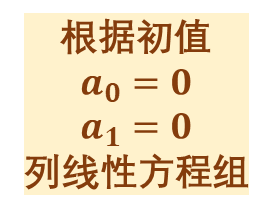 根据初值
a₀ = 0
a₁ = 0
列线性方程组